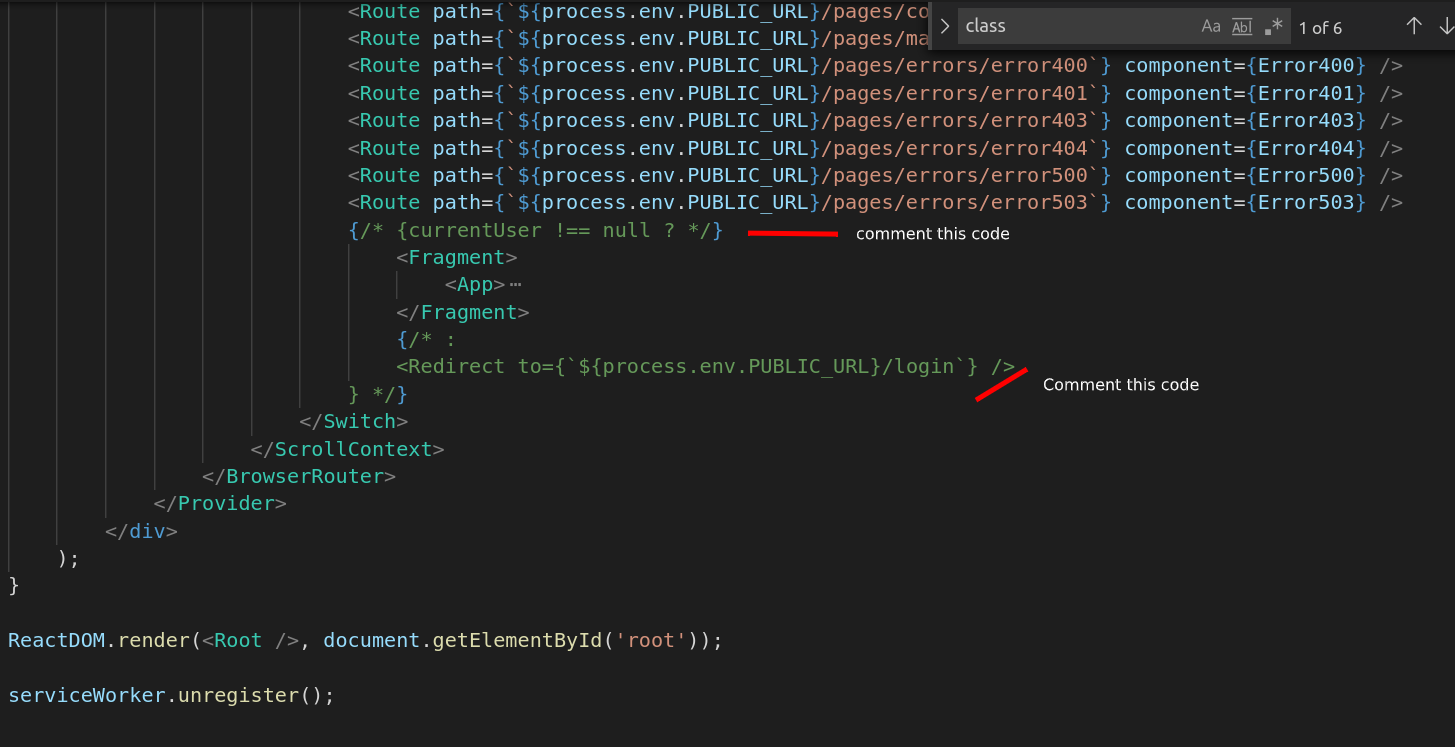 <Route path={`${process.env.PUBLIC_URL}/pages/co
class
Aa Abl .* 1 of 6
<Route path={`${process.env.PUBLIC_URL}/pages/ma
<Route path={`${process.env.PUBLIC_URL}/pages/errors/error400`} component={Error400} />
<Route path={`${process.env.PUBLIC_URL}/pages/errors/error401`} component={Error401} />
<Route path={`${process.env.PUBLIC_URL}/pages/errors/error403`} component={Error403} />
<Route path={`${process.env.PUBLIC_URL}/pages/errors/error404`} component={Error404} />
<Route path={`${process.env.PUBLIC_URL}/pages/errors/error500`} component={Error500} />
<Route path={`${process.env.PUBLIC_URL}/pages/errors/error503`} component={Error503} />
{/* {currentUser !== null ? */}
comment this code
<Fragment>
<App>⋯
</Fragment>
{/* :
<Redirect to={`${process.env.PUBLIC_URL}/login`} />
Comment this code
} */}
</Switch>
</ScrollContext>
</BrowserRouter>
</Provider>
</div>
);
}
ReactDOM.render(<Root />, document.getElementById('root'));
serviceWorker.unregister();